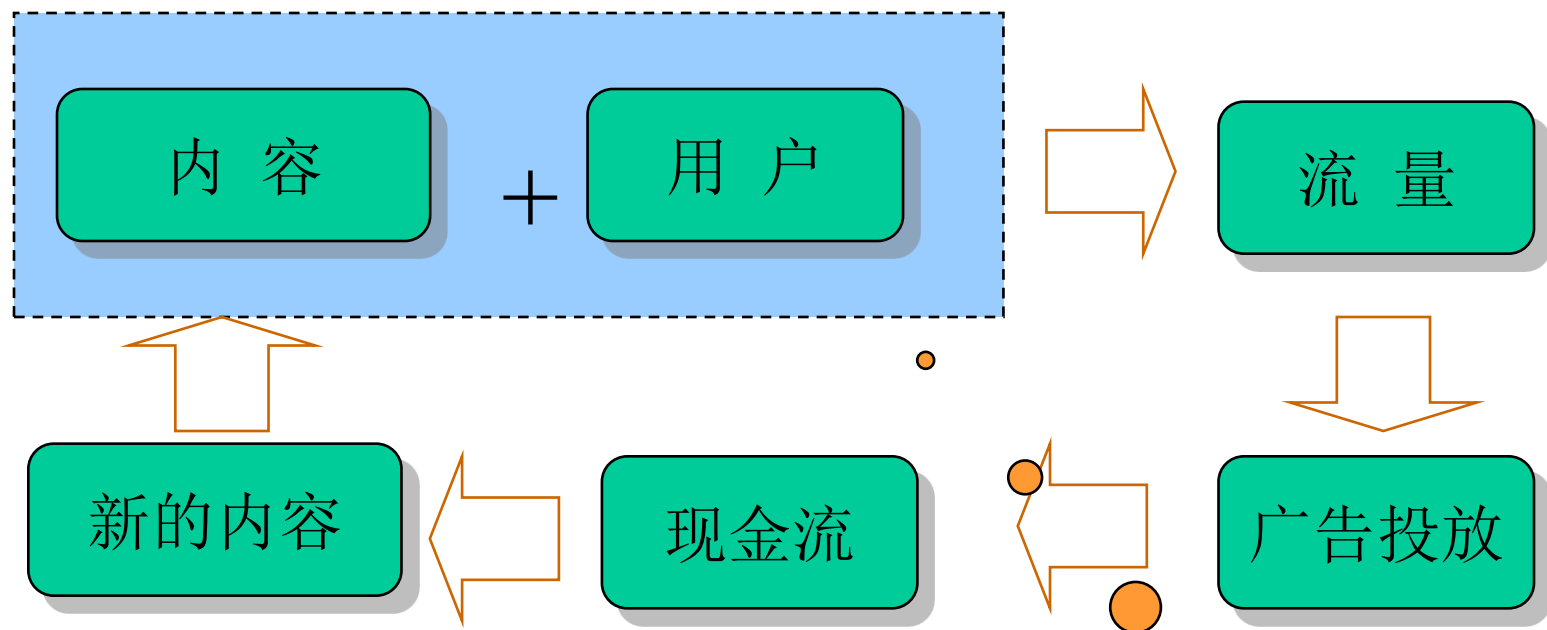 内 容
+
用 户
流 量
新的内容
现金流
广告投放